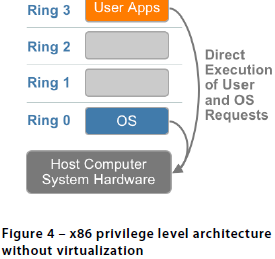 Ring 3
User Apps
Ring 2
Ring 1
Ring 0
OS
Direct
Execution
of User
and OS
Requests
Host Computer
System Hardware
Figure 4 – x86 privilege level architecture
without virtualization